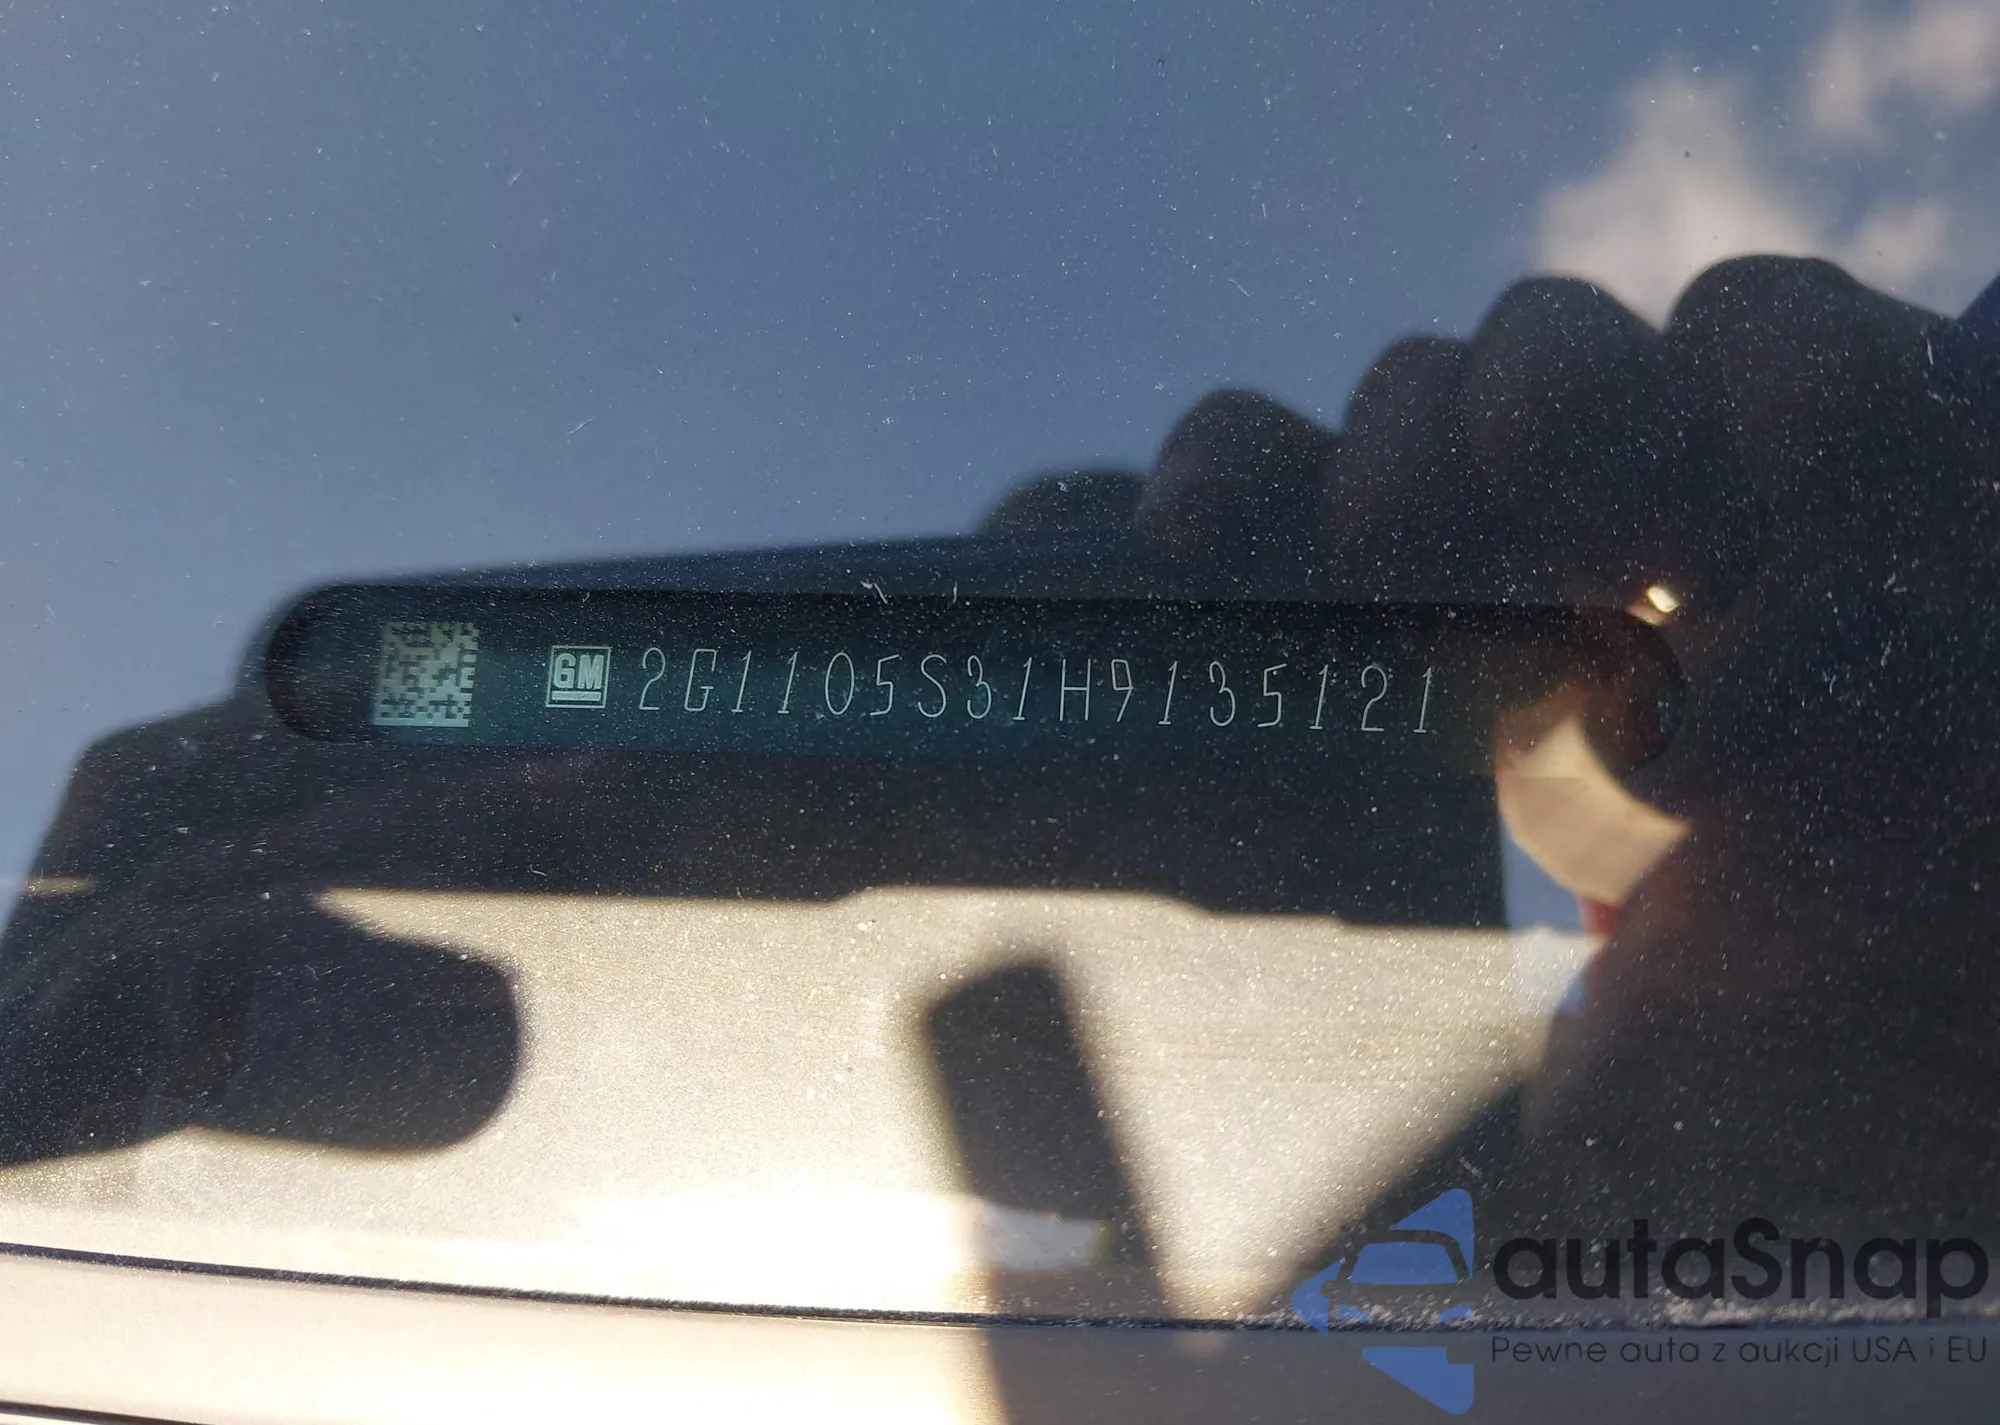 GM 2G1105S31H9135121
autaSnap
Pewne auta z aukcji USA i EU